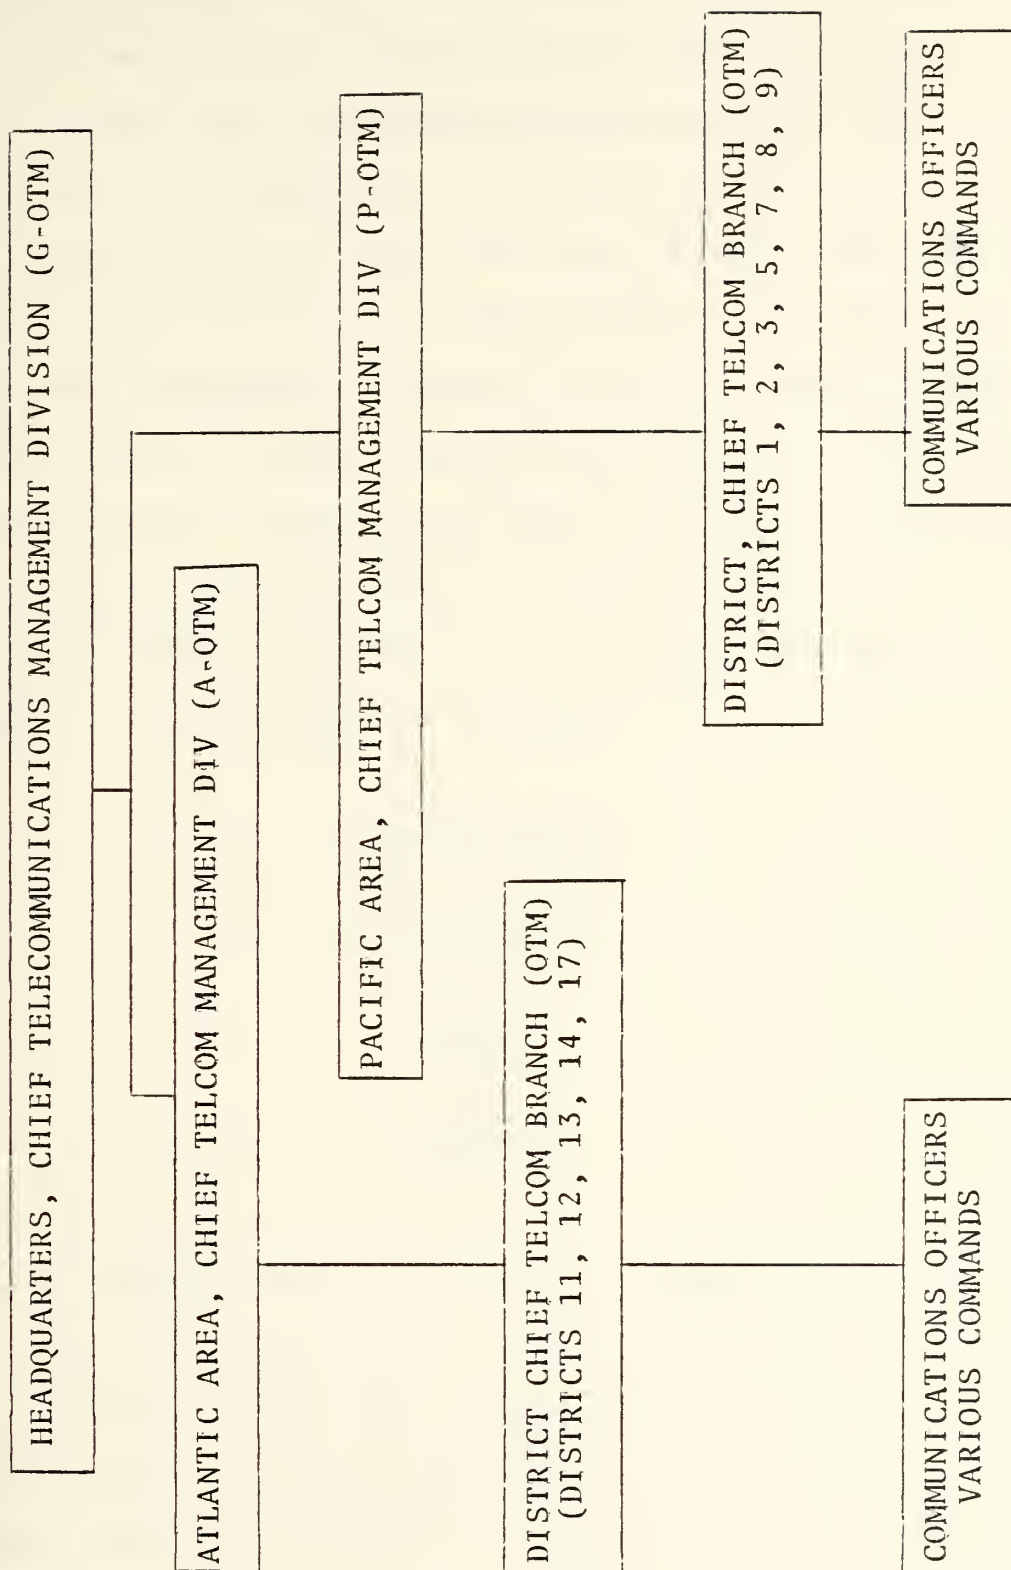 HEADQUARTERS, CHIEF TELECOMMUNICATIONS MANAGEMENT DIVISION (G-OTM)
ATLANTIC AREA, CHIEF TELCOM MANAGEMENT DIV (A-OTM)
PACIFIC AREA, CHIEF TELCOM MANAGEMENT DIV (P-OTM)
DISTRICT CHIEF TELCOM BRANCH (OTM)
(DISTRICTS 11, 12, 13, 14, 17)
DISTRICT, CHIEF TELCOM BRANCH (OTM)
(DISTRICTS 1, 2, 3, 5, 7, 8, 9)
COMMUNICATIONS OFFICERS
VARIOUS COMMANDS
COMMUNICATIONS OFFICERS
VARIOUS COMMANDS